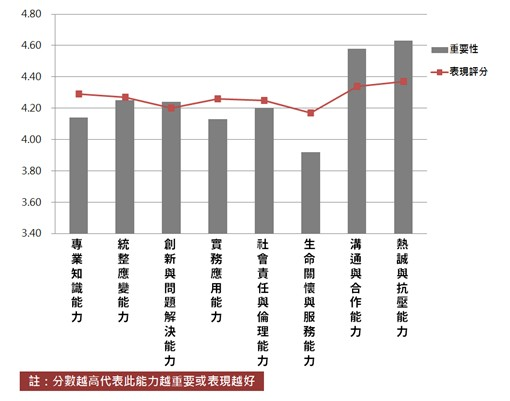 4.80
4.60
4.40
4.20
4.00
3.80
3.60
3.40
重要性
表現評分
專業知識能力
統整應變能力
創新與問題解決能力
實務應用能力
社會責任與倫理能力
生命關懷與服務能力
溝通與合作能力
熱誠與抗壓能力
註：分數越高代表此能力越重要或表現越好